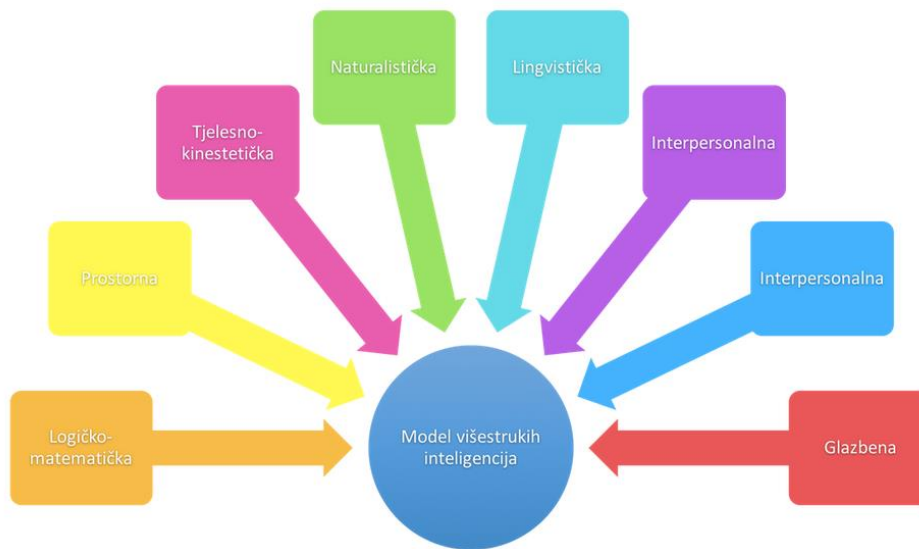 Naturalistička
Lingvistička
Tjelesno-
kinestetička
Interpersonalna
Prostorna
Interpersonalna
Logičko-
matematička
Model višestrukih
inteligencija
Glazbena